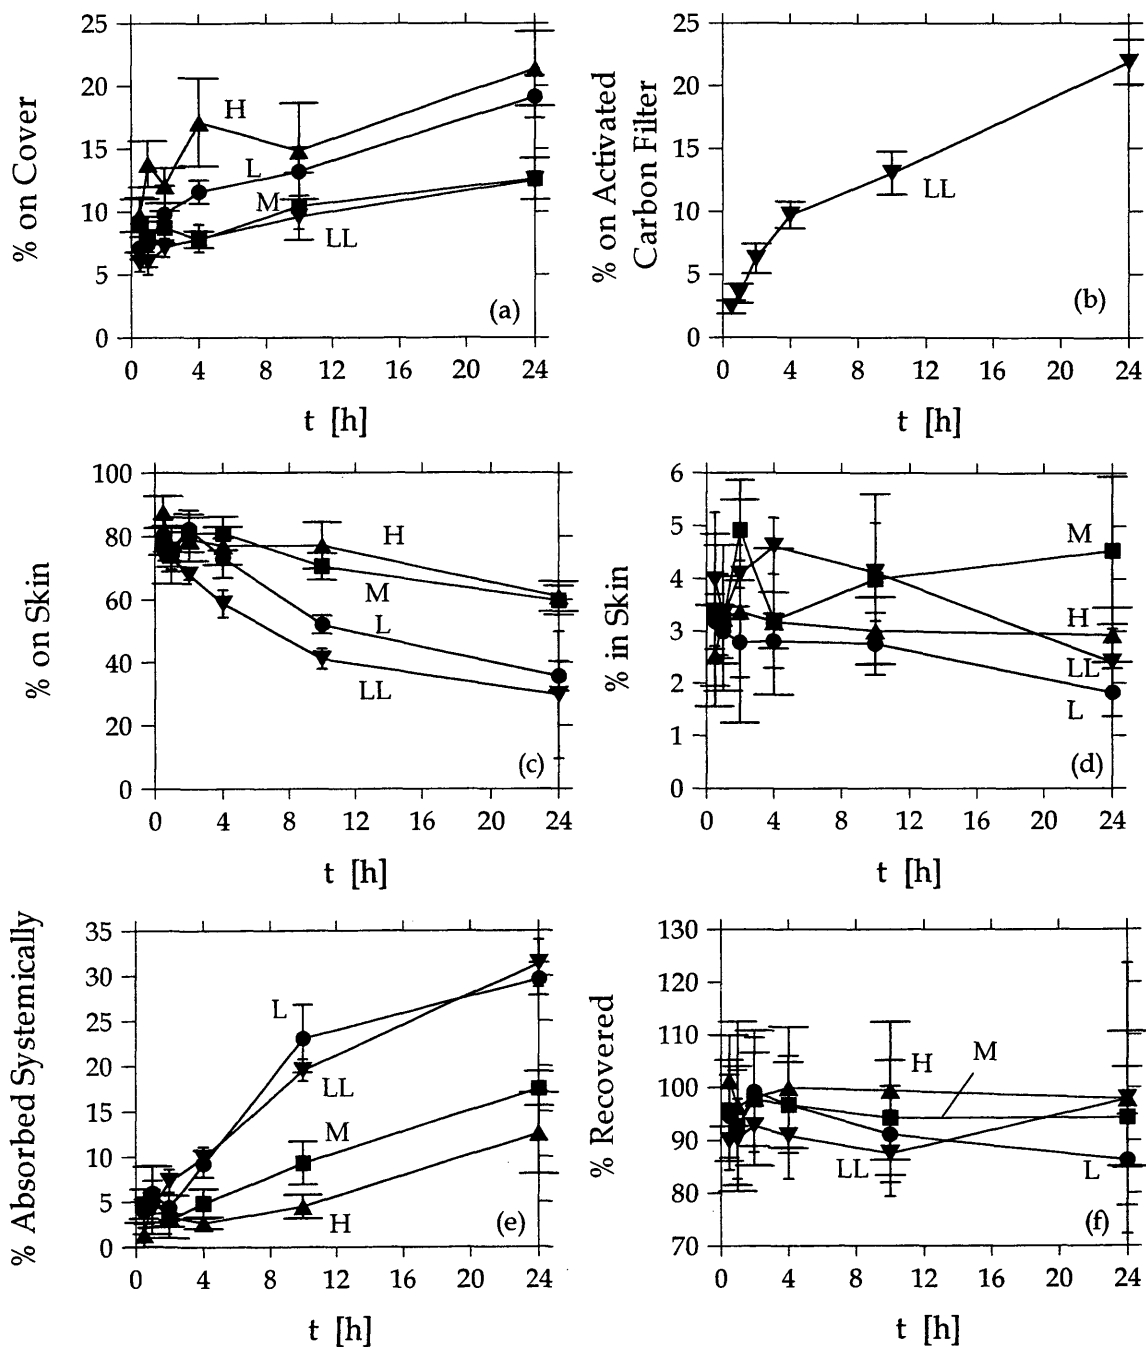 % on Cover
25
20
15
10
5
0
H
L
M
LL
(a)
0 4 8 12 16 20 24
t [h]
% on Activated
Carbon Filter
25
20
15
10
5
0
LL
(b)
0 4 8 12 16 20 24
t [h]
% on Skin
100
80
60
40
20
0
H
M
L
LL
(c)
0 4 8 12 16 20 24
t [h]
% in Skin
6
5
4
3
2
1
0
M
H
LL
L
(d)
0 4 8 12 16 20 24
t [h]
% Absorbed Systemically
35
30
25
20
15
10
5
0
L
LL
M
H
(e)
0 4 8 12 16 20 24
t [h]
% Recovered
130
120
110
100
90
80
70
H
M
LL
L
(f)
0 4 8 12 16 20 24
t [h]